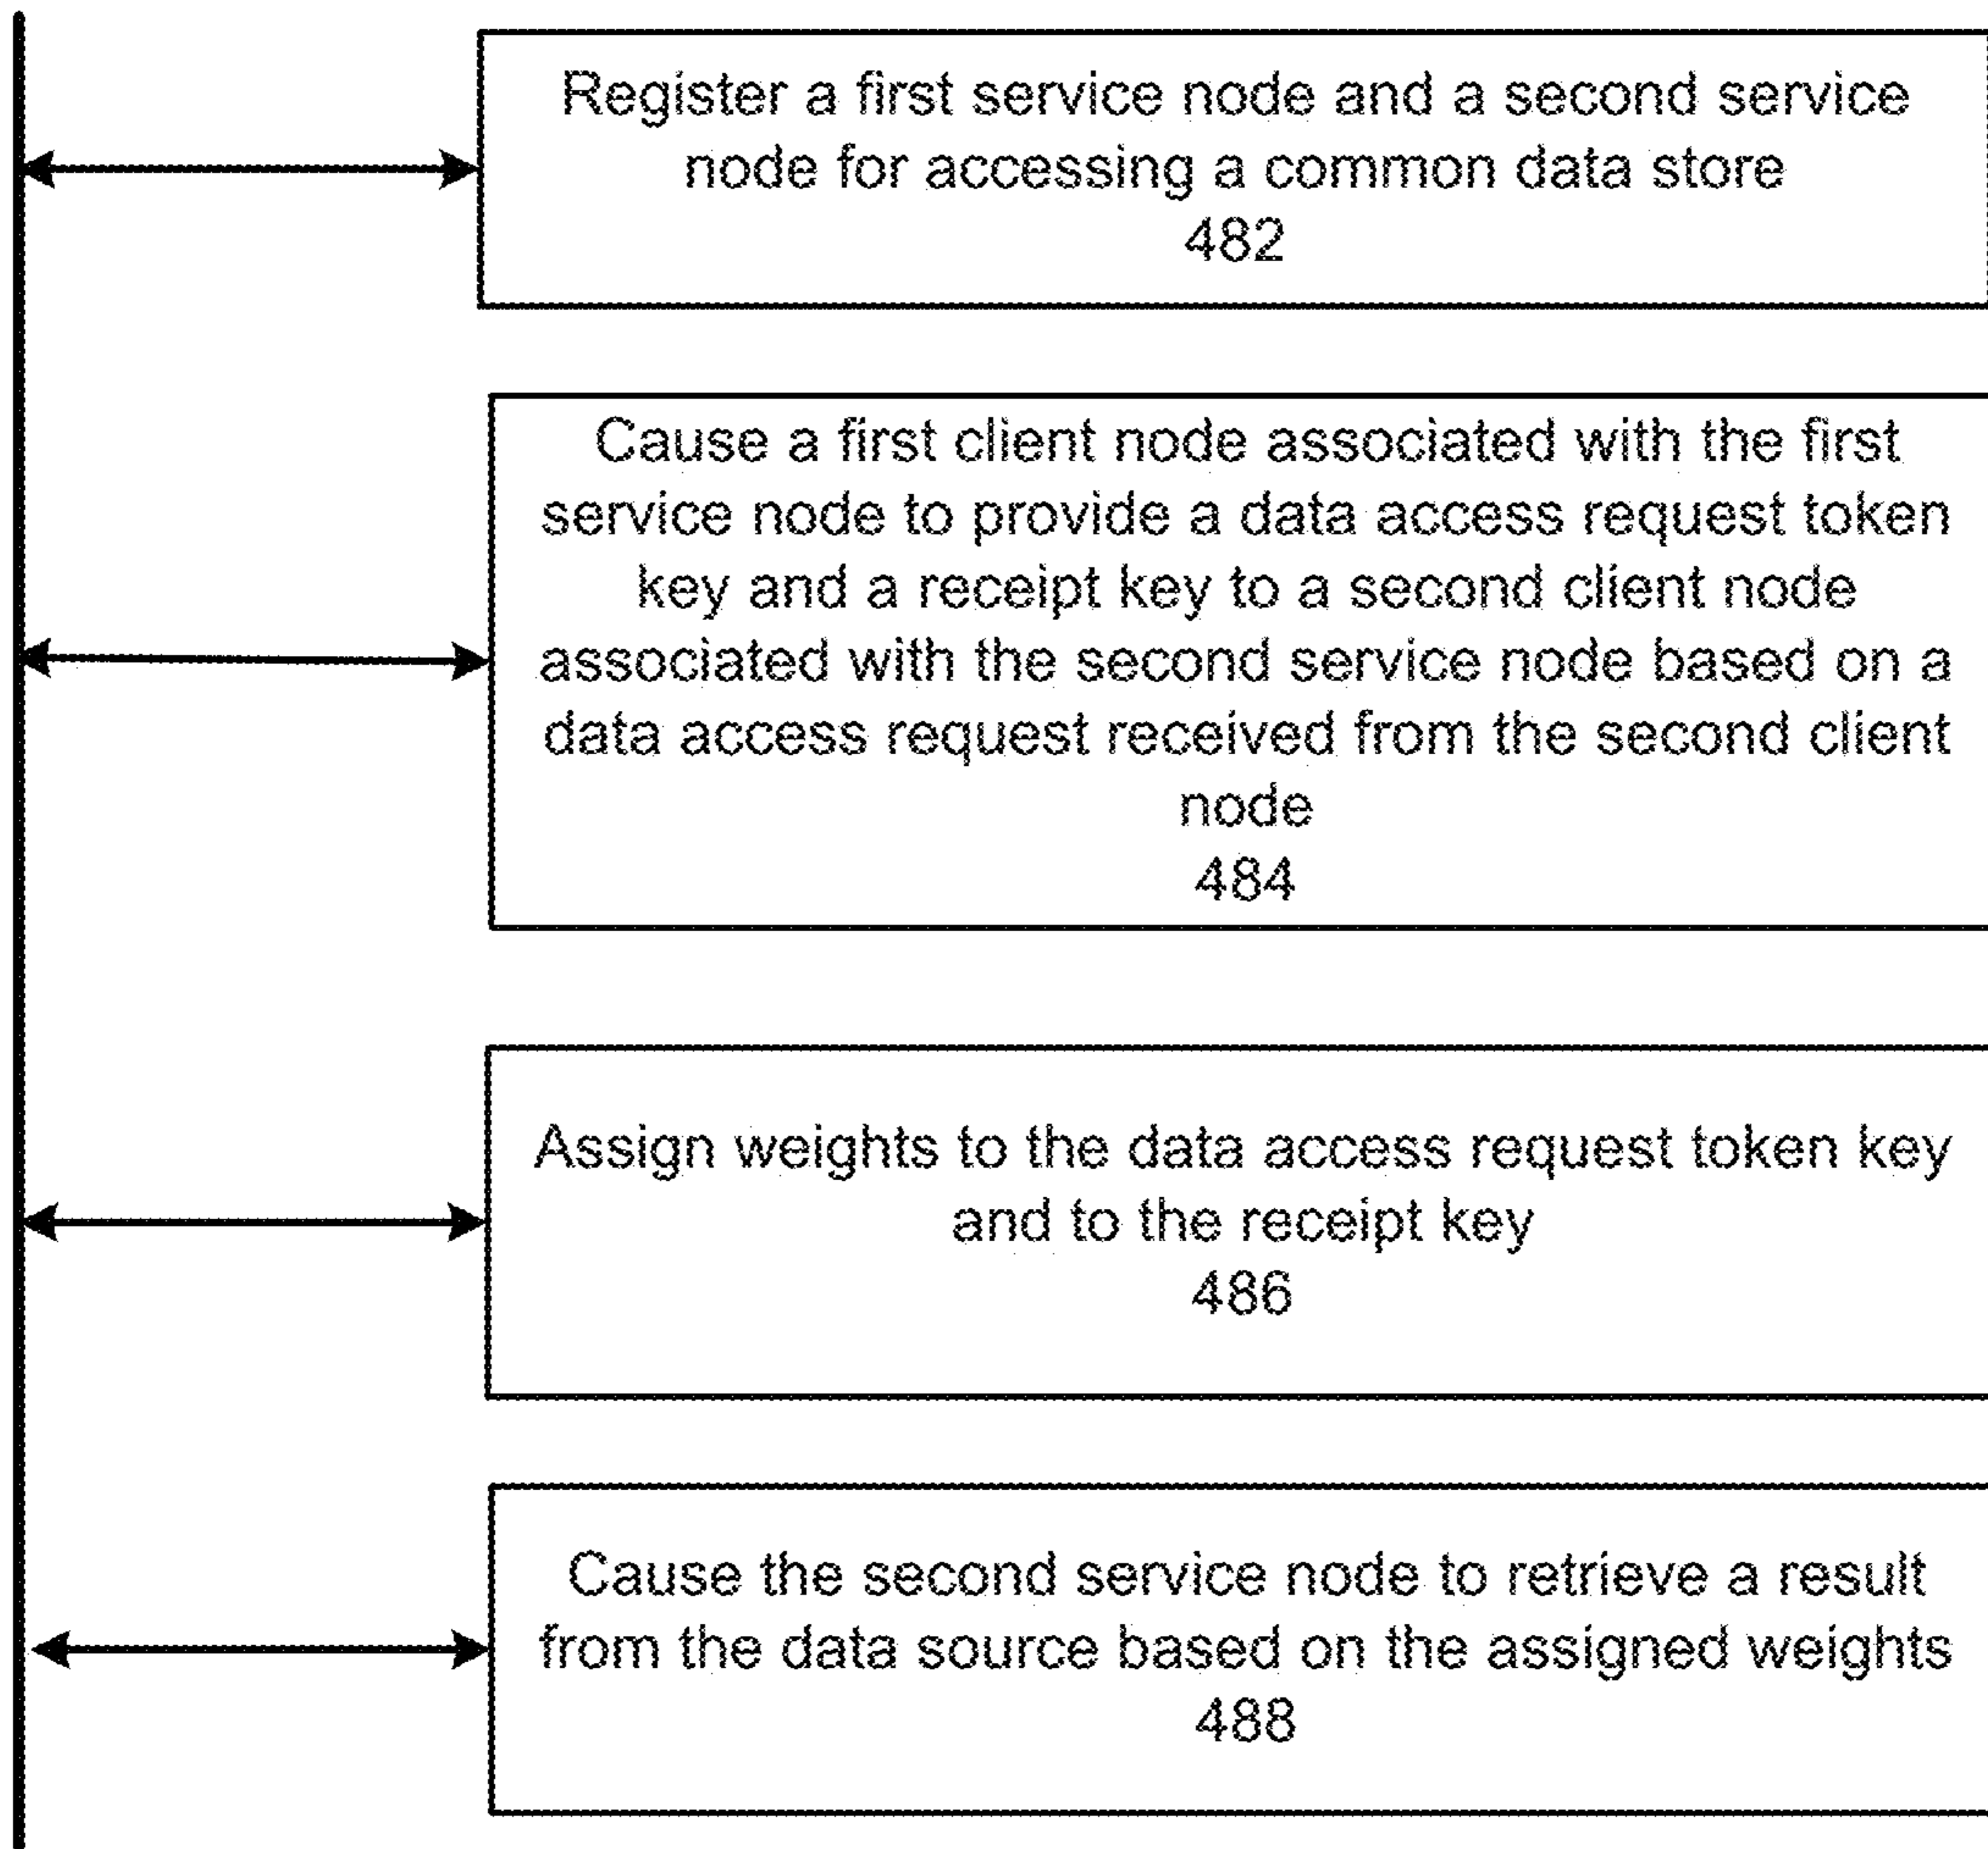 Register a first service node and a second service
node for accessing a common data store
482
Cause a first client node associated with the first
service node to provide a data access request token
key and a receipt key to a second client node
associated with the second service node based on a
data access request received from the second client
node
484
Assign weights to the data access request token key
and to the receipt key
486
Cause the second service node to retrieve a result
from the data source based on the assigned weights
488